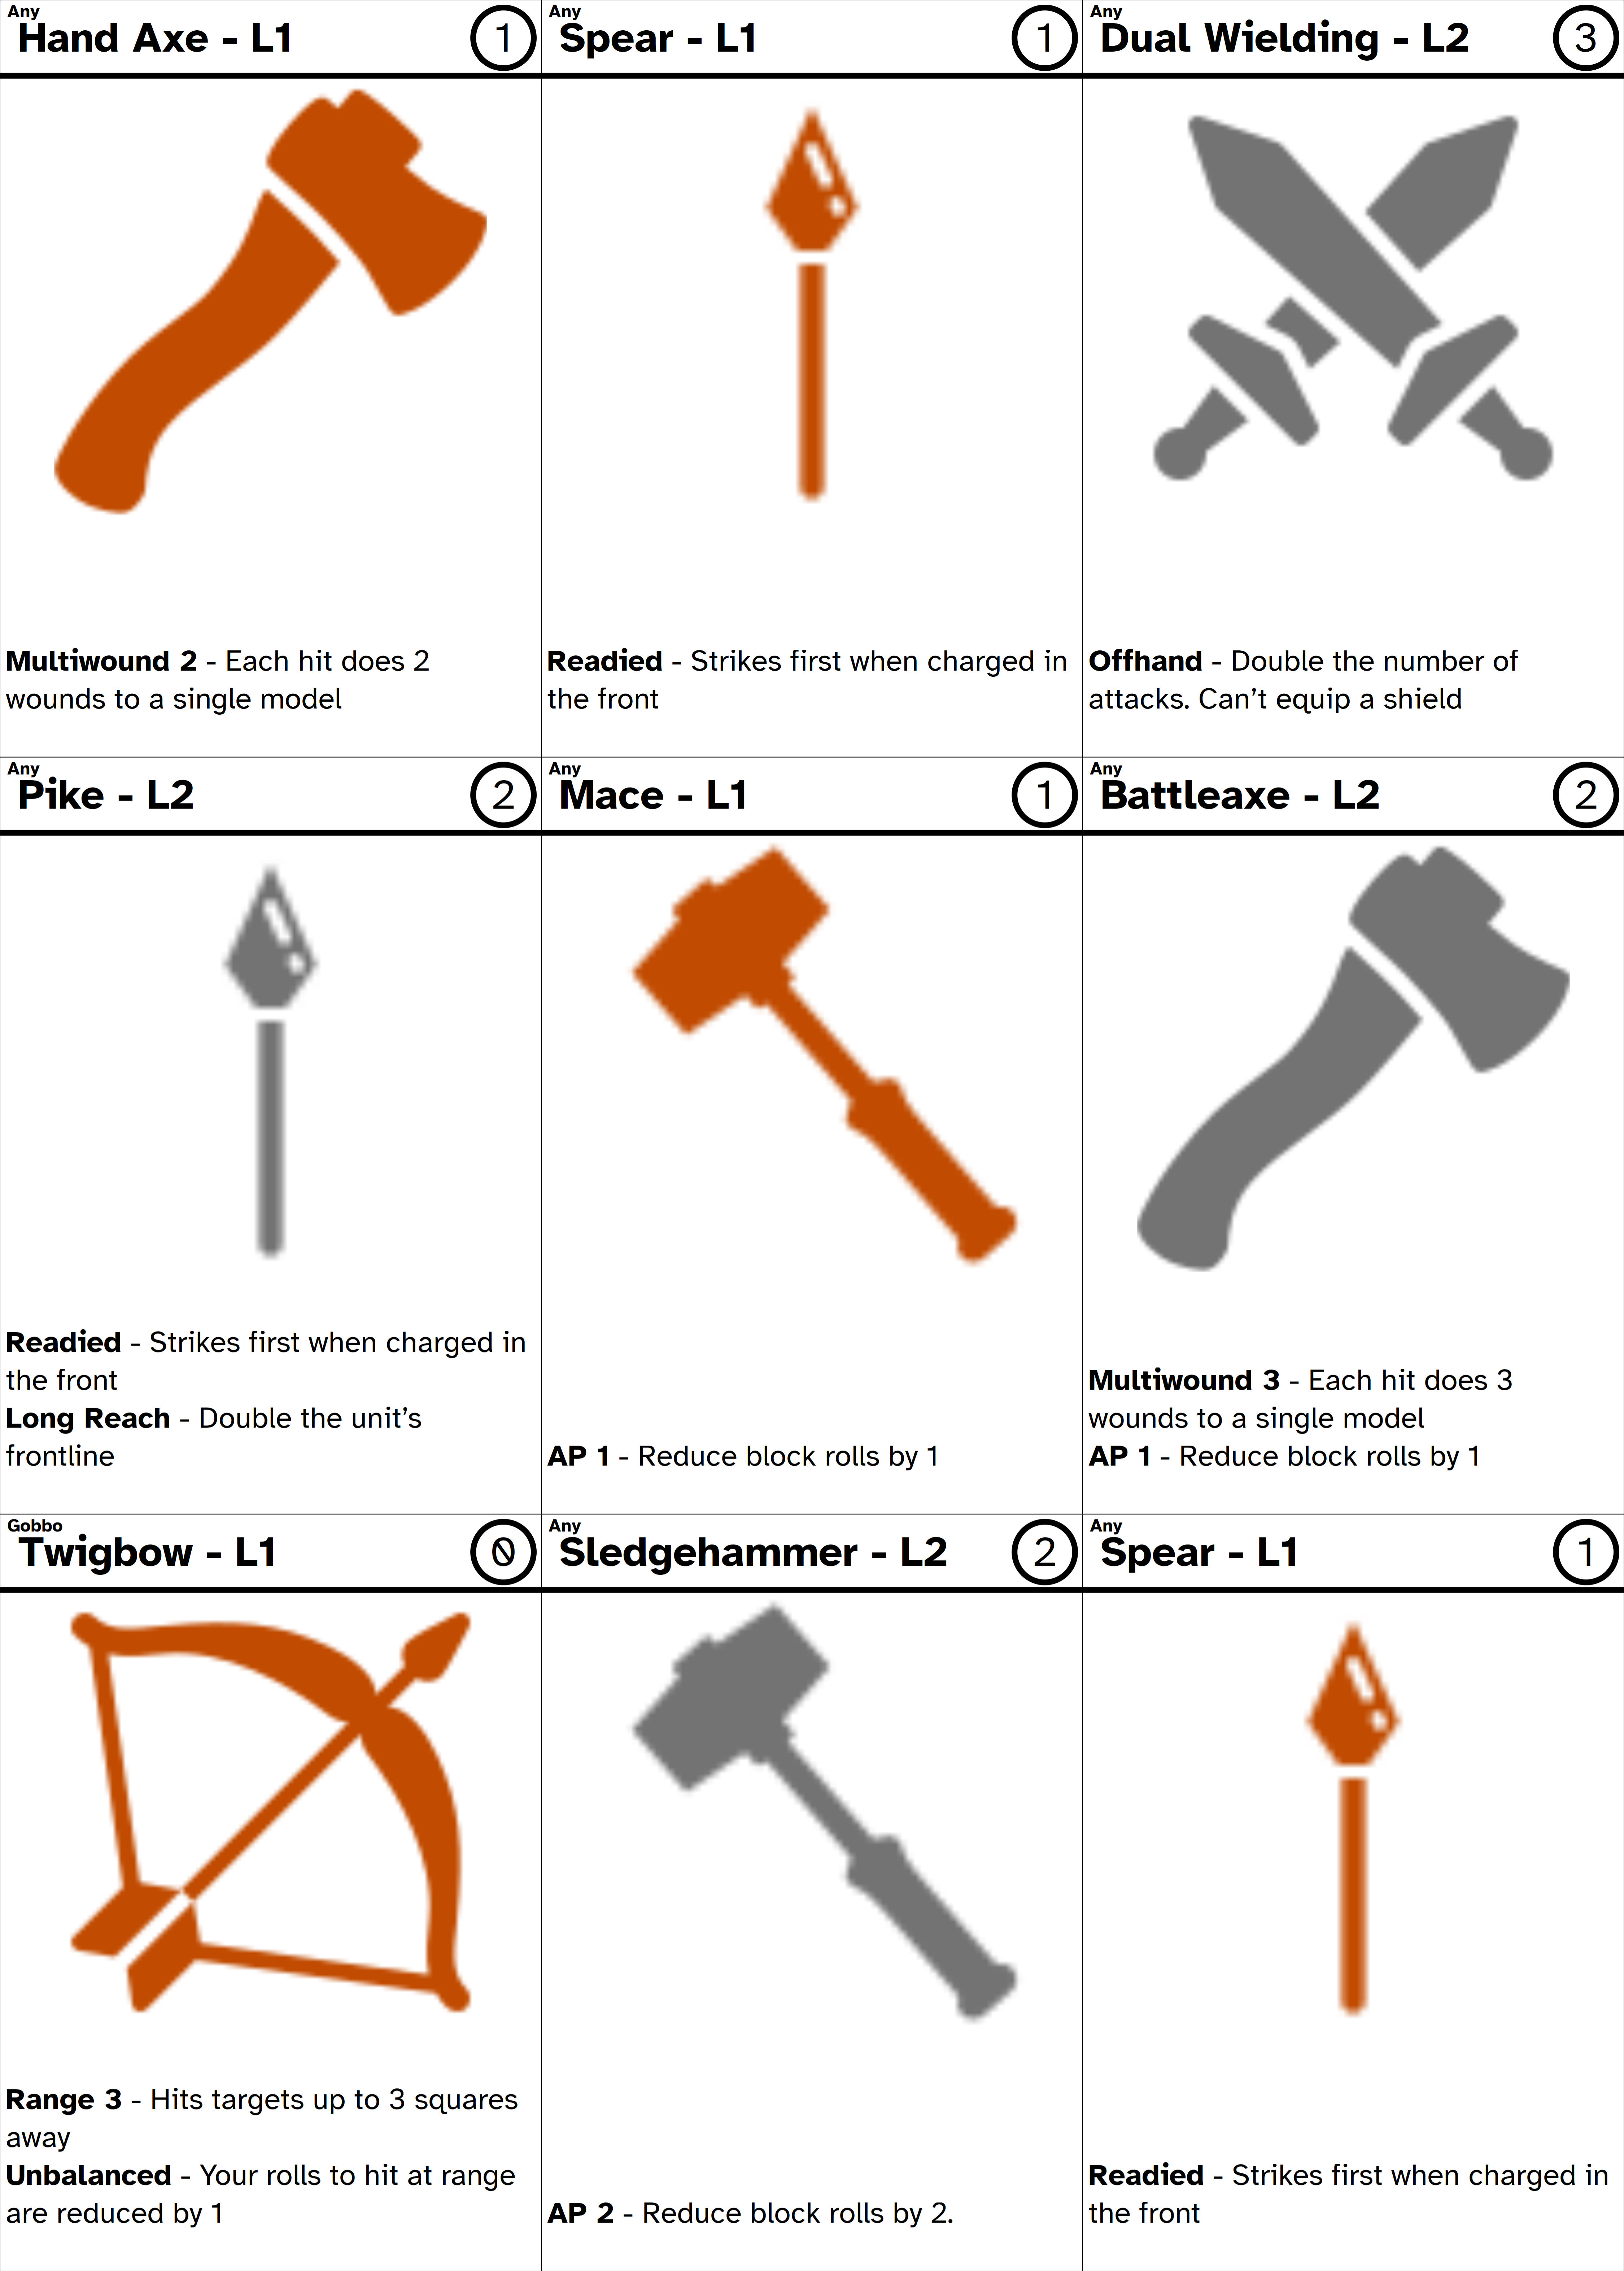 Any
Hand Axe - L1
1
Multiwound 2 - Each hit does 2
wounds to a single model
Any
Spear - L1
1
Readied - Strikes first when charged in
the front
Any
Dual Wielding - L2
3
Offhand - Double the number of
attacks. Can’t equip a shield
Any
Pike - L2
2
Readied - Strikes first when charged in
the front
Long Reach - Double the unit’s
frontline
Any
Mace - L1
1
AP 1 - Reduce block rolls by 1
Any
Battleaxe - L2
2
Multiwound 3 - Each hit does 3
wounds to a single model
AP 1 - Reduce block rolls by 1
Gobbo
Twigbow - L1
0
Range 3 - Hits targets up to 3 squares
away
Unbalanced - Your rolls to hit at range
are reduced by 1
Any
Sledgehammer - L2
2
AP 2 - Reduce block rolls by 2.
Any
Spear - L1
1
Readied - Strikes first when charged in
the front